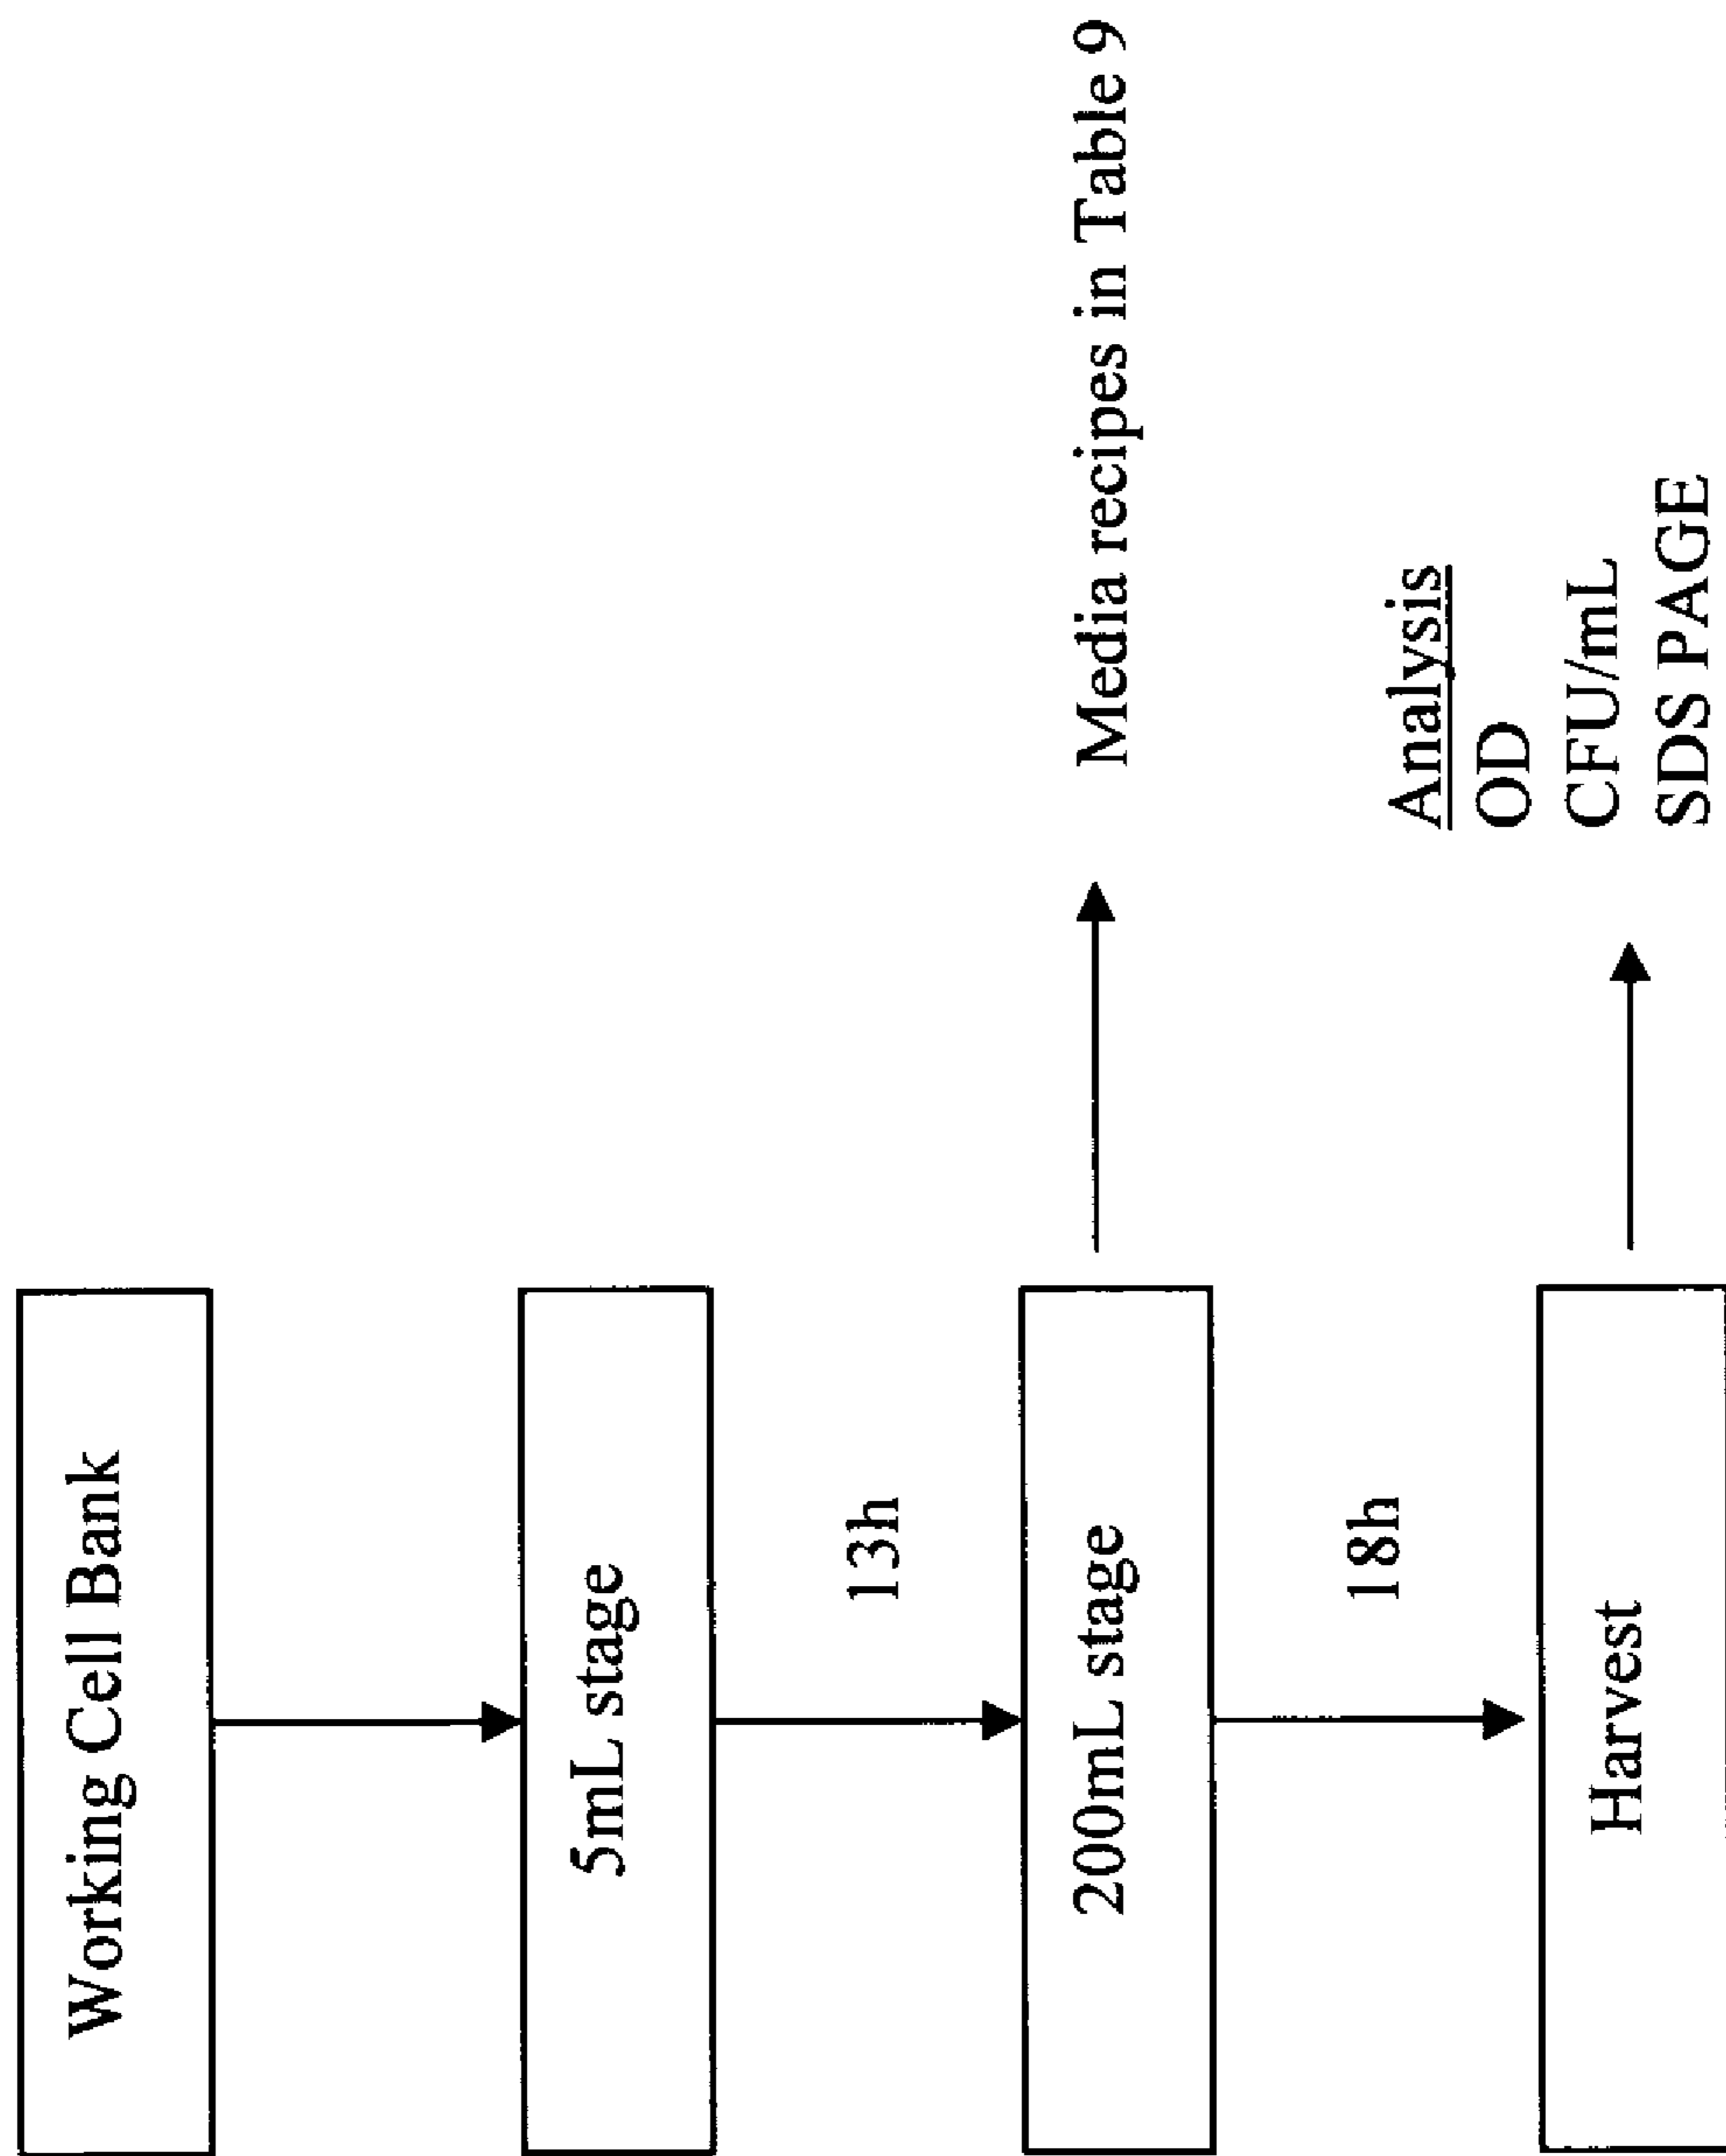 Working Cell Bank
5mL stage
13h
200mL stage
Media recipes in Table 9
18h
Harvest
Analysis
OD
CFU/mL
SDS PAGE